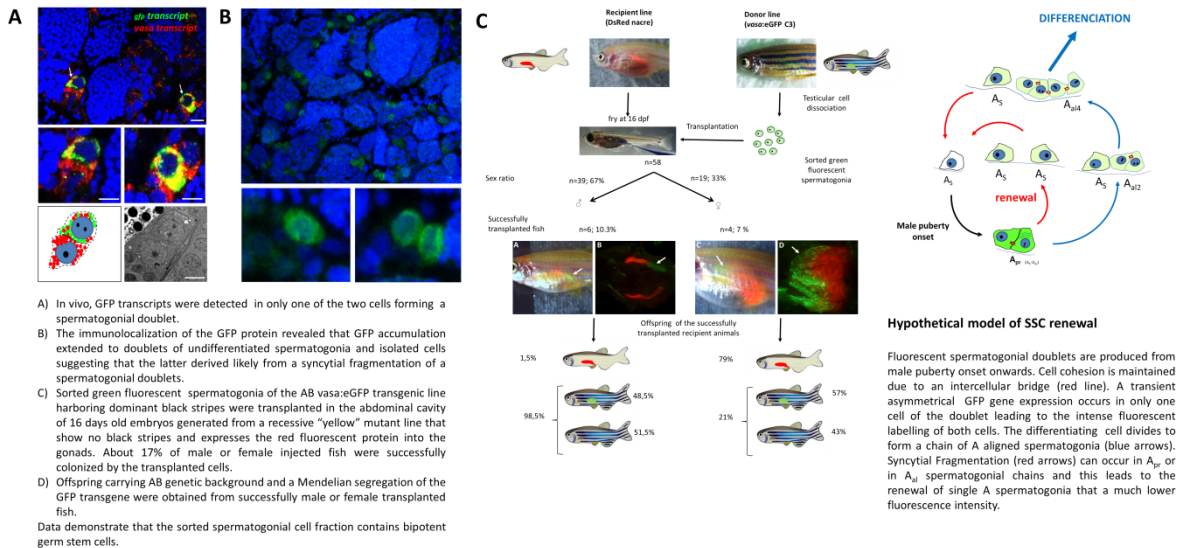 A
gfp transcript
vasa transcript
B
C
Recipient line
(DsRed nacre)
Donor line
(vasa:eGFP C3)
fry at 16 dpf
Transplantation
Testicular cell
dissociation
n=58
Sorted green
fluorescent
spermatogonia
Sex ratio
n=39; 67%
n=19; 33%
♂
♀
Successfully
transplanted fish
n=6; 10.3%
n=4; 7 %
A
B
C
D
Offspring of the successfully
transplanted recipient animals
1,5%
79%
48,5%
57%
98,5%
21%
51,5%
43%
DIFFERENCIATION
AS
Aal4
AS
AS
AS
AS
Aal2
renewal
Male puberty
onset
Apr
A) In vivo, GFP transcripts were detected in only one of the two cells forming a
spermatogonial doublet.
B) The immunolocalization of the GFP protein revealed that GFP accumulation
extended to doublets of undifferentiated spermatogonia and isolated cells
suggesting that the latter derived likely from a syncytial fragmentation of a
spermatogonial doublets.
C) Sorted green fluorescent spermatogonia of the AB vasa:eGFP transgenic line
harboring dominant black stripes were transplanted in the abdominal cavity
of 16 days old embryos generated from a recessive “yellow” mutant line that
show no black stripes and expresses the red fluorescent protein into the
gonads. About 17% of male or female injected fish were successfully
colonized by the transplanted cells.
D) Offspring carrying AB genetic background and a Mendelian segregation of the
GFP transgene were obtained from successfully male or female transplanted
fish.
Data demonstrate that the sorted spermatogonial cell fraction contains bipotent
germ stem cells.
Hypothetical model of SSC renewal
Fluorescent spermatogonial doublets are produced from
male puberty onset onwards. Cell cohesion is maintained
due to an intercellular bridge (red line). A transient
asymmetrical GFP gene expression occurs in only one
cell of the doublet leading to the intense fluorescent
labelling of both cells. The differentiating cell divides to
form a chain of A aligned spermatogonia (blue arrows).
Syncytial Fragmentation (red arrows) can occur in Apr or
in Aal spermatogonial chains and this leads to the
renewal of single A spermatogonia that a much lower
fluorescence intensity.